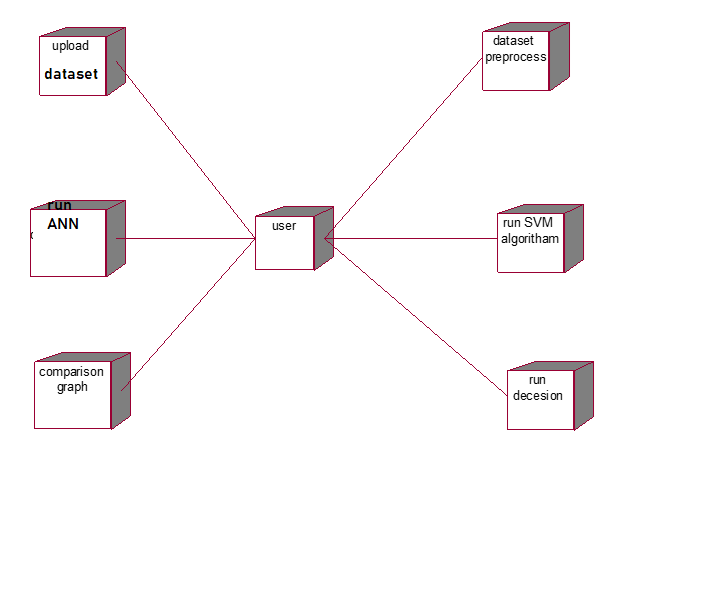 upload
dataset
dataset
preprocess
run
ANN
user
run SVM
algoritham
comparison
graph
run
decesion